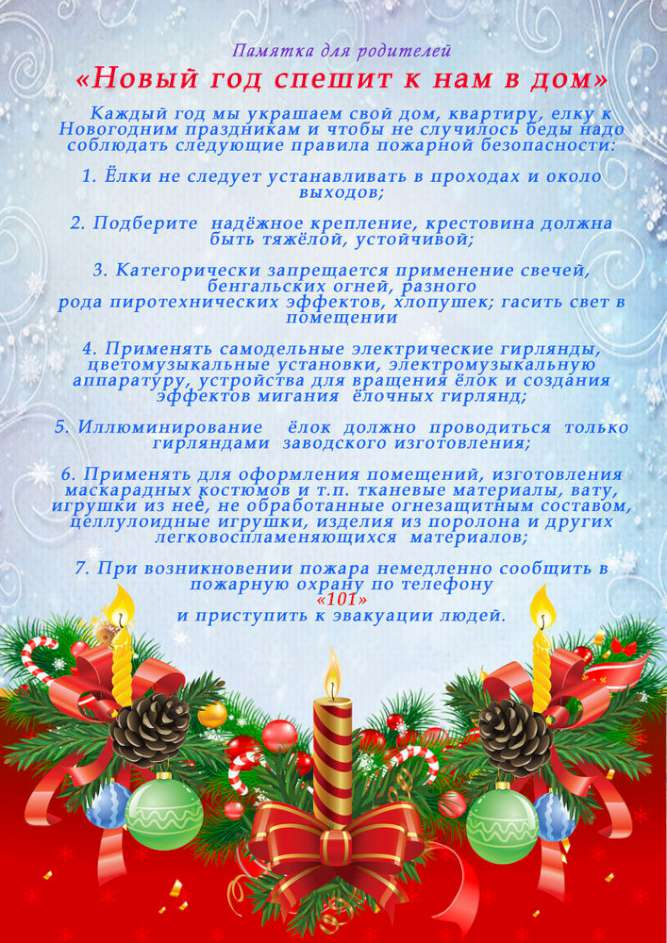 Памятка для родителей
«Новый год спешит к нам в дом»
Каждый год мы украшаем свой дом, квартиру, елку к
Новогодним праздникам и чтобы не случилось беды надо
соблюдать следующие правила пожарной безопасности:
1. Ёлки не следует устанавливать в проходах и около
выходов;
2. Подберите надёжное крепление, крестовина должна
быть тяжёлой, устойчивой;
3. Категорически запрещается применение свечей,
бенгальских огней, разного
рода пиротехнических эффектов, хлопушек; гасить свет в
помещении
4. Применять самодельные электрические гирлянды,
цветомузыкальные установки, электромузыкальную
аппаратуру, устройства для вращения ёлок и создания
эффектов мигания ёлочных гирлянд;
5. Иллюминирование ёлок должно проводиться только
гирляндами заводского изготовления;
6. Применять для оформления помещений, изготовления
маскарадных костюмов и т.п. тканевые материалы, вату,
игрушки из неё, не обработанные огнезащитным составом,
целлулоидные игрушки, изделия из поролона и других
легковоспламеняющихся материалов;
7. При возникновении пожара немедленно сообщить в
пожарную охрану по телефону
«101»
и приступить к эвакуации людей.